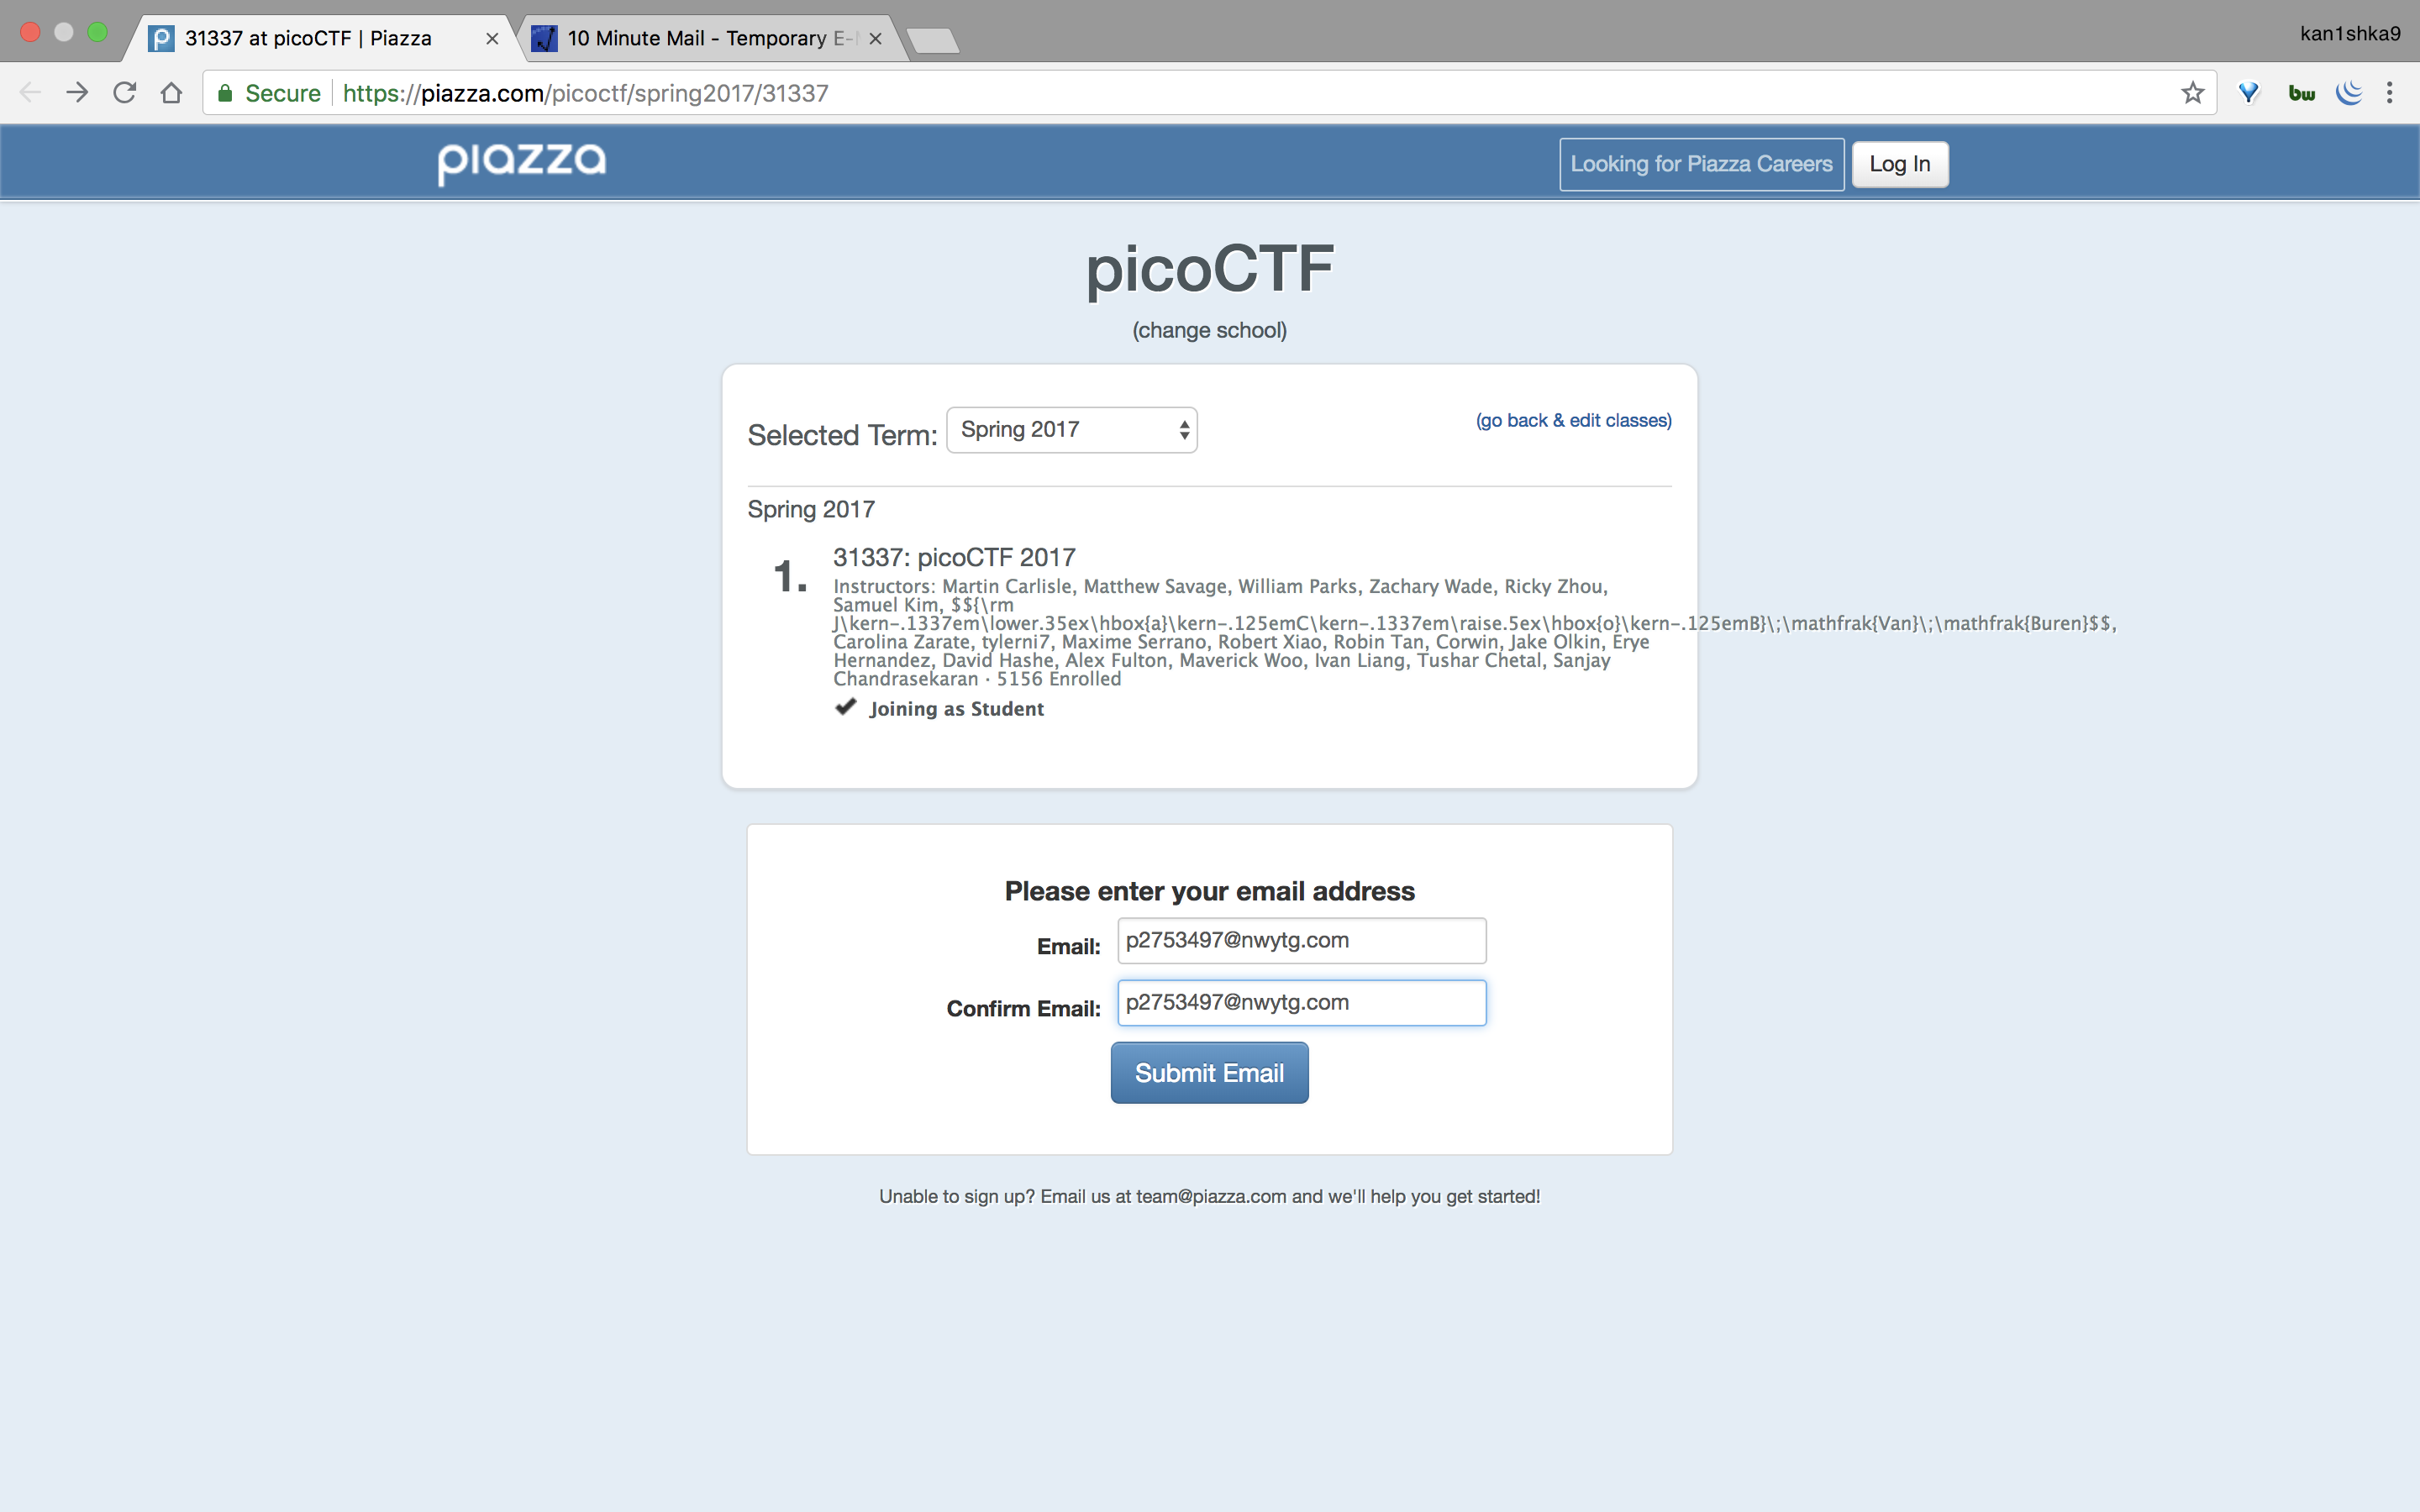 31337 at picoCTF | Piazza
10 Minute Mail - Temporary E-
kan1shka9
Secure
https://piazza.com/picoctf/spring2017/31337
bw
piazza
Looking for Piazza Careers
Log In
picoCTF
(change school)
Selected Term:
Spring 2017
(go back & edit classes)
Spring 2017
1.
31337: picoCTF 2017
Instructors: Martin Carlisle, Matthew Savage, William Parks, Zachary Wade, Ricky Zhou,
Samuel Kim, $${\rm
J\kern-.1337em\lower.35ex\hbox{a}\kern-.125emC\kern-.1337em\raise.5ex\hbox{o}\kern-.125emB}\;\mathfrak{Van}\;\mathfrak{Buren}$$,
Carolina Zarate, tylerni7, Maxime Serrano, Robert Xiao, Robin Tan, Corwin, Jake Olkin, Erye
Hernandez, David Hashe, Alex Fulton, Maverick Woo, Ivan Liang, Tushar Chetal, Sanjay
Chandrasekaran · 5156 Enrolled
Joining as Student
Please enter your email address
Email:
p2753497@nwytg.com
Confirm Email:
p2753497@nwytg.com
Submit Email
Unable to sign up? Email us at team@piazza.com and we'll help you get started!